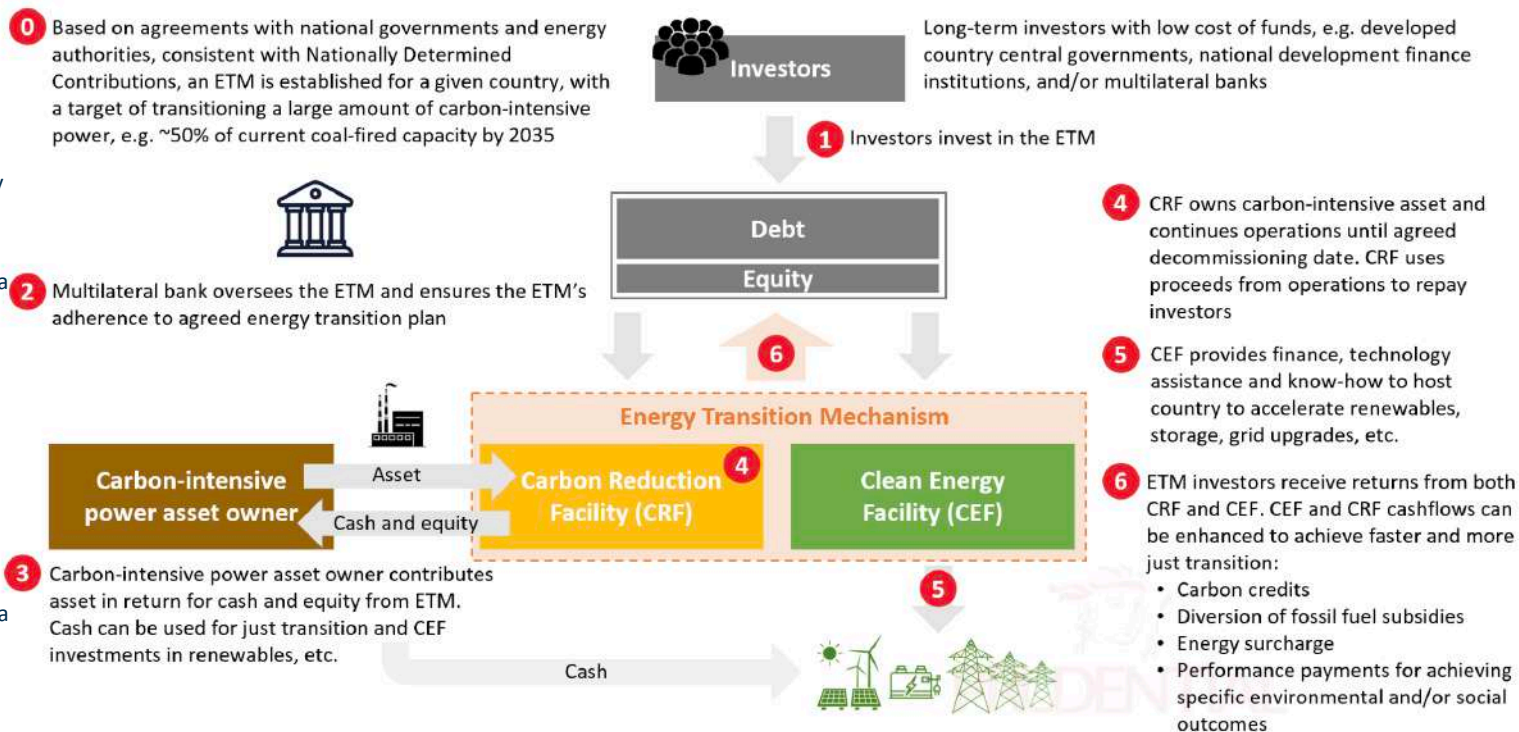 0
Based on agreements with national governments and energy
authorities, consistent with Nationally Determined
Contributions, an ETM is established for a given country, with
a target of transitioning a large amount of carbon-intensive
power, e.g. ~50% of current coal-fired capacity by 2035
Investors
Long-term investors with low cost of funds, e.g. developed
country central governments, national development finance
institutions, and/or multilateral banks
1
Investors invest in the ETM
y
a
2
Multilateral bank oversees the ETM and ensures the ETM's
adherence to agreed energy transition plan
Debt
Equity
6
4
CRF owns carbon-intensive asset and
continues operations until agreed
decommissioning date. CRF uses
proceeds from operations to repay
investors
5
CEF provides finance, technology
assistance and know-how to host
country to accelerate renewables,
storage, grid upgrades, etc.
Energy Transition Mechanism
Carbon-intensive
power asset owner
Asset
Cash and equity
Carbon Reduction
Facility (CRF)
4
Clean Energy
Facility (CEF)
6
ETM investors receive returns from both
CRF and CEF. CEF and CRF cashflows can
be enhanced to achieve faster and more
just transition:
• Carbon credits
• Diversion of fossil fuel subsidies
• Energy surcharge
• Performance payments for achieving
specific environmental and/or social
outcomes
3
Carbon-intensive power asset owner contributes
asset in return for cash and equity from ETM.
Cash can be used for just transition and CEF
investments in renewables, etc.
a
5
Cash